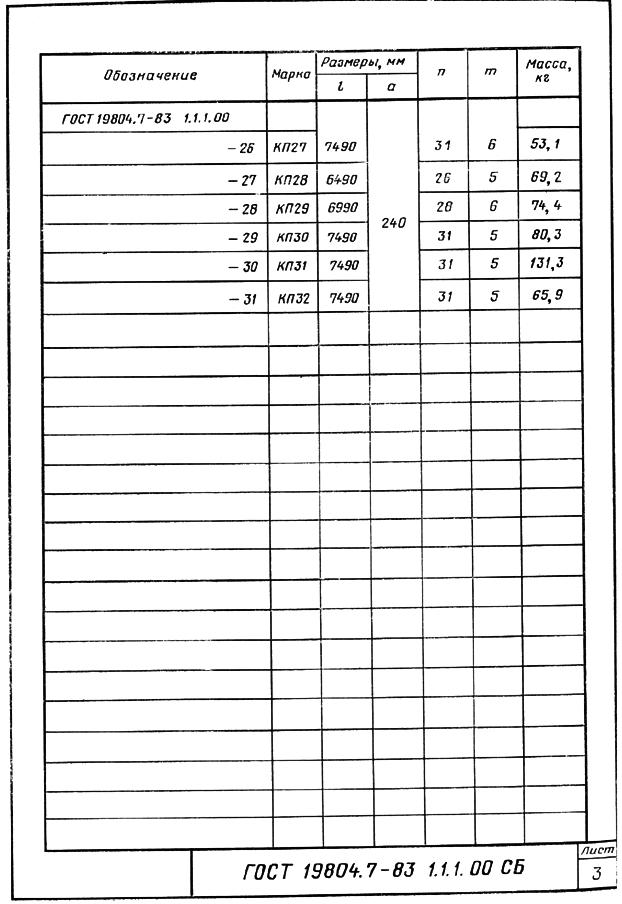 Обозначение Марка Размеры, мм n m Масса, кг
l a
ГОСТ 19804.7-83 1.1.1.00
-26 КП27 7490 31 6 53,1
-27 КП28 6490 26 5 69,2
-28 КП29 6990 28 6 74,4
240
-29 КП30 7490 31 5 80,3
-30 КП31 7490 31 5 131,3
-31 КП32 7490 31 5 65,9
ГОСТ 19804.7-83 1.1.1.00 СБ
Лист
3